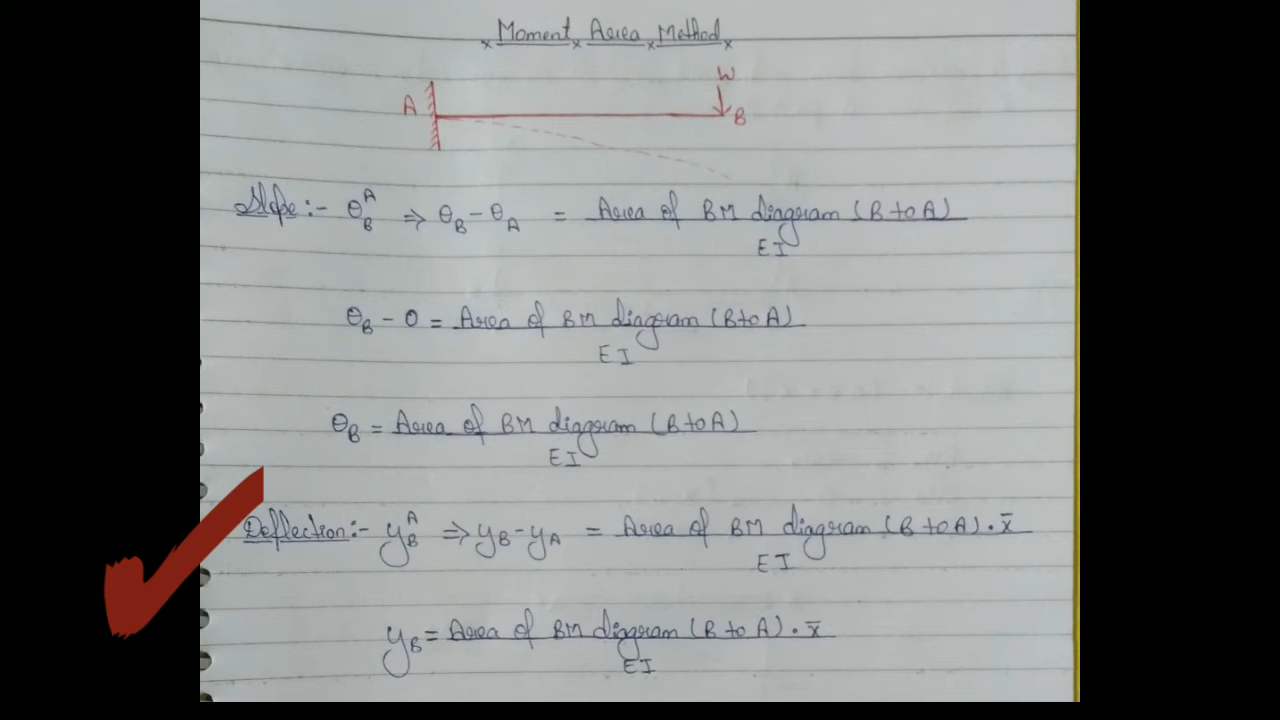 Moment Area Method
W
A
B
Slope:- θ_B^A ⇒ θ_B - θ_A = Area of BM diagram (B to A)
EI
θ_B - 0 = Area of BM diagram (B to A)
EI
θ_B = Area of BM diagram (B to A)
EI
Deflection:- y_B^A ⇒ y_B - y_A = Area of BM diagram (B to A) . x̄
EI
y_B = Area of BM diagram (B to A) . x̄
EI